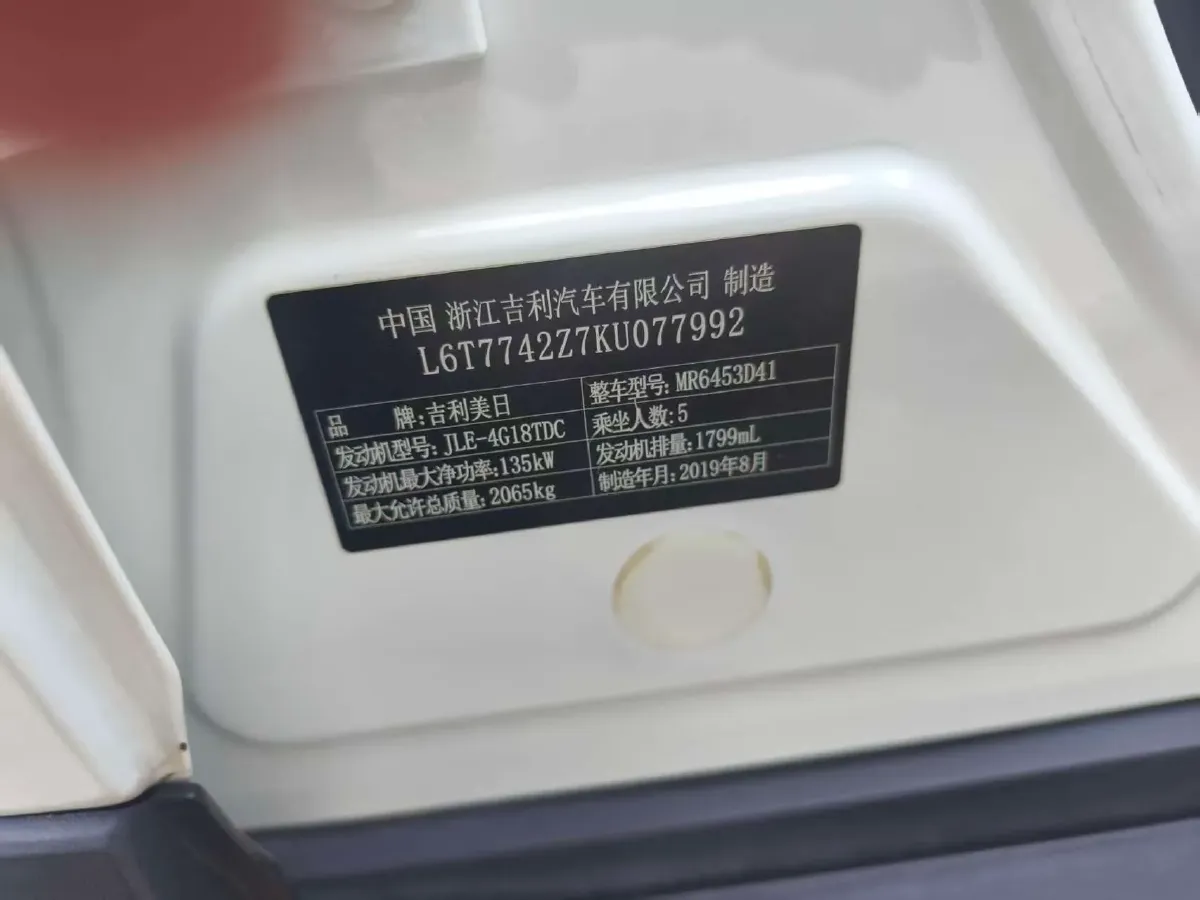 中国 浙江吉利汽车有限公司 制造
L6T7742Z7KU077992
品 牌:吉利美日 整车型号:MR6453D41
发动机型号:JLE-4G18TDC 乘坐人数:5
发动机最大净功率:135kW 发动机排量:1799mL
最大允许总质量:2065kg 制造年月:2019年8月